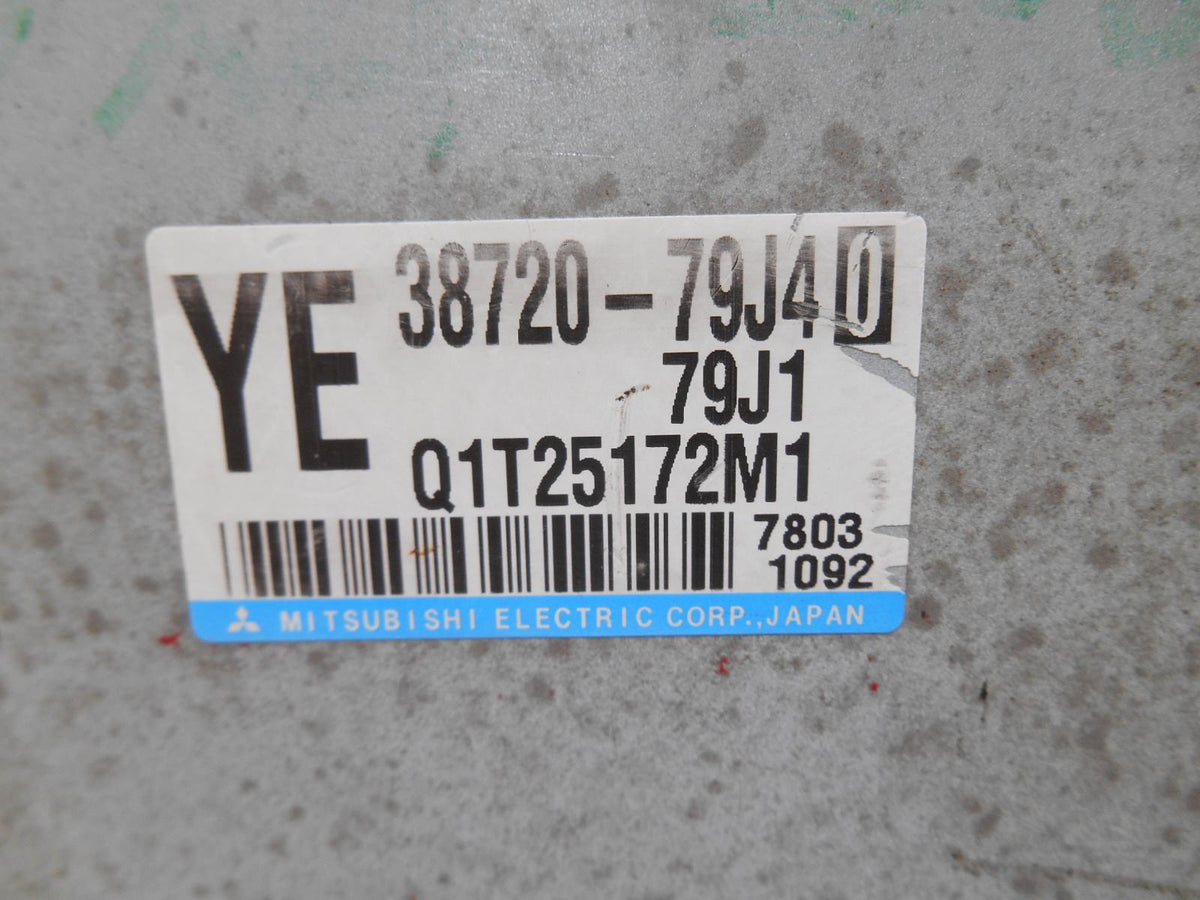 YE
38720-79J40
79J1
Q1T25172M1
7803
1092
MITSUBISHI ELECTRIC CORP.,JAPAN